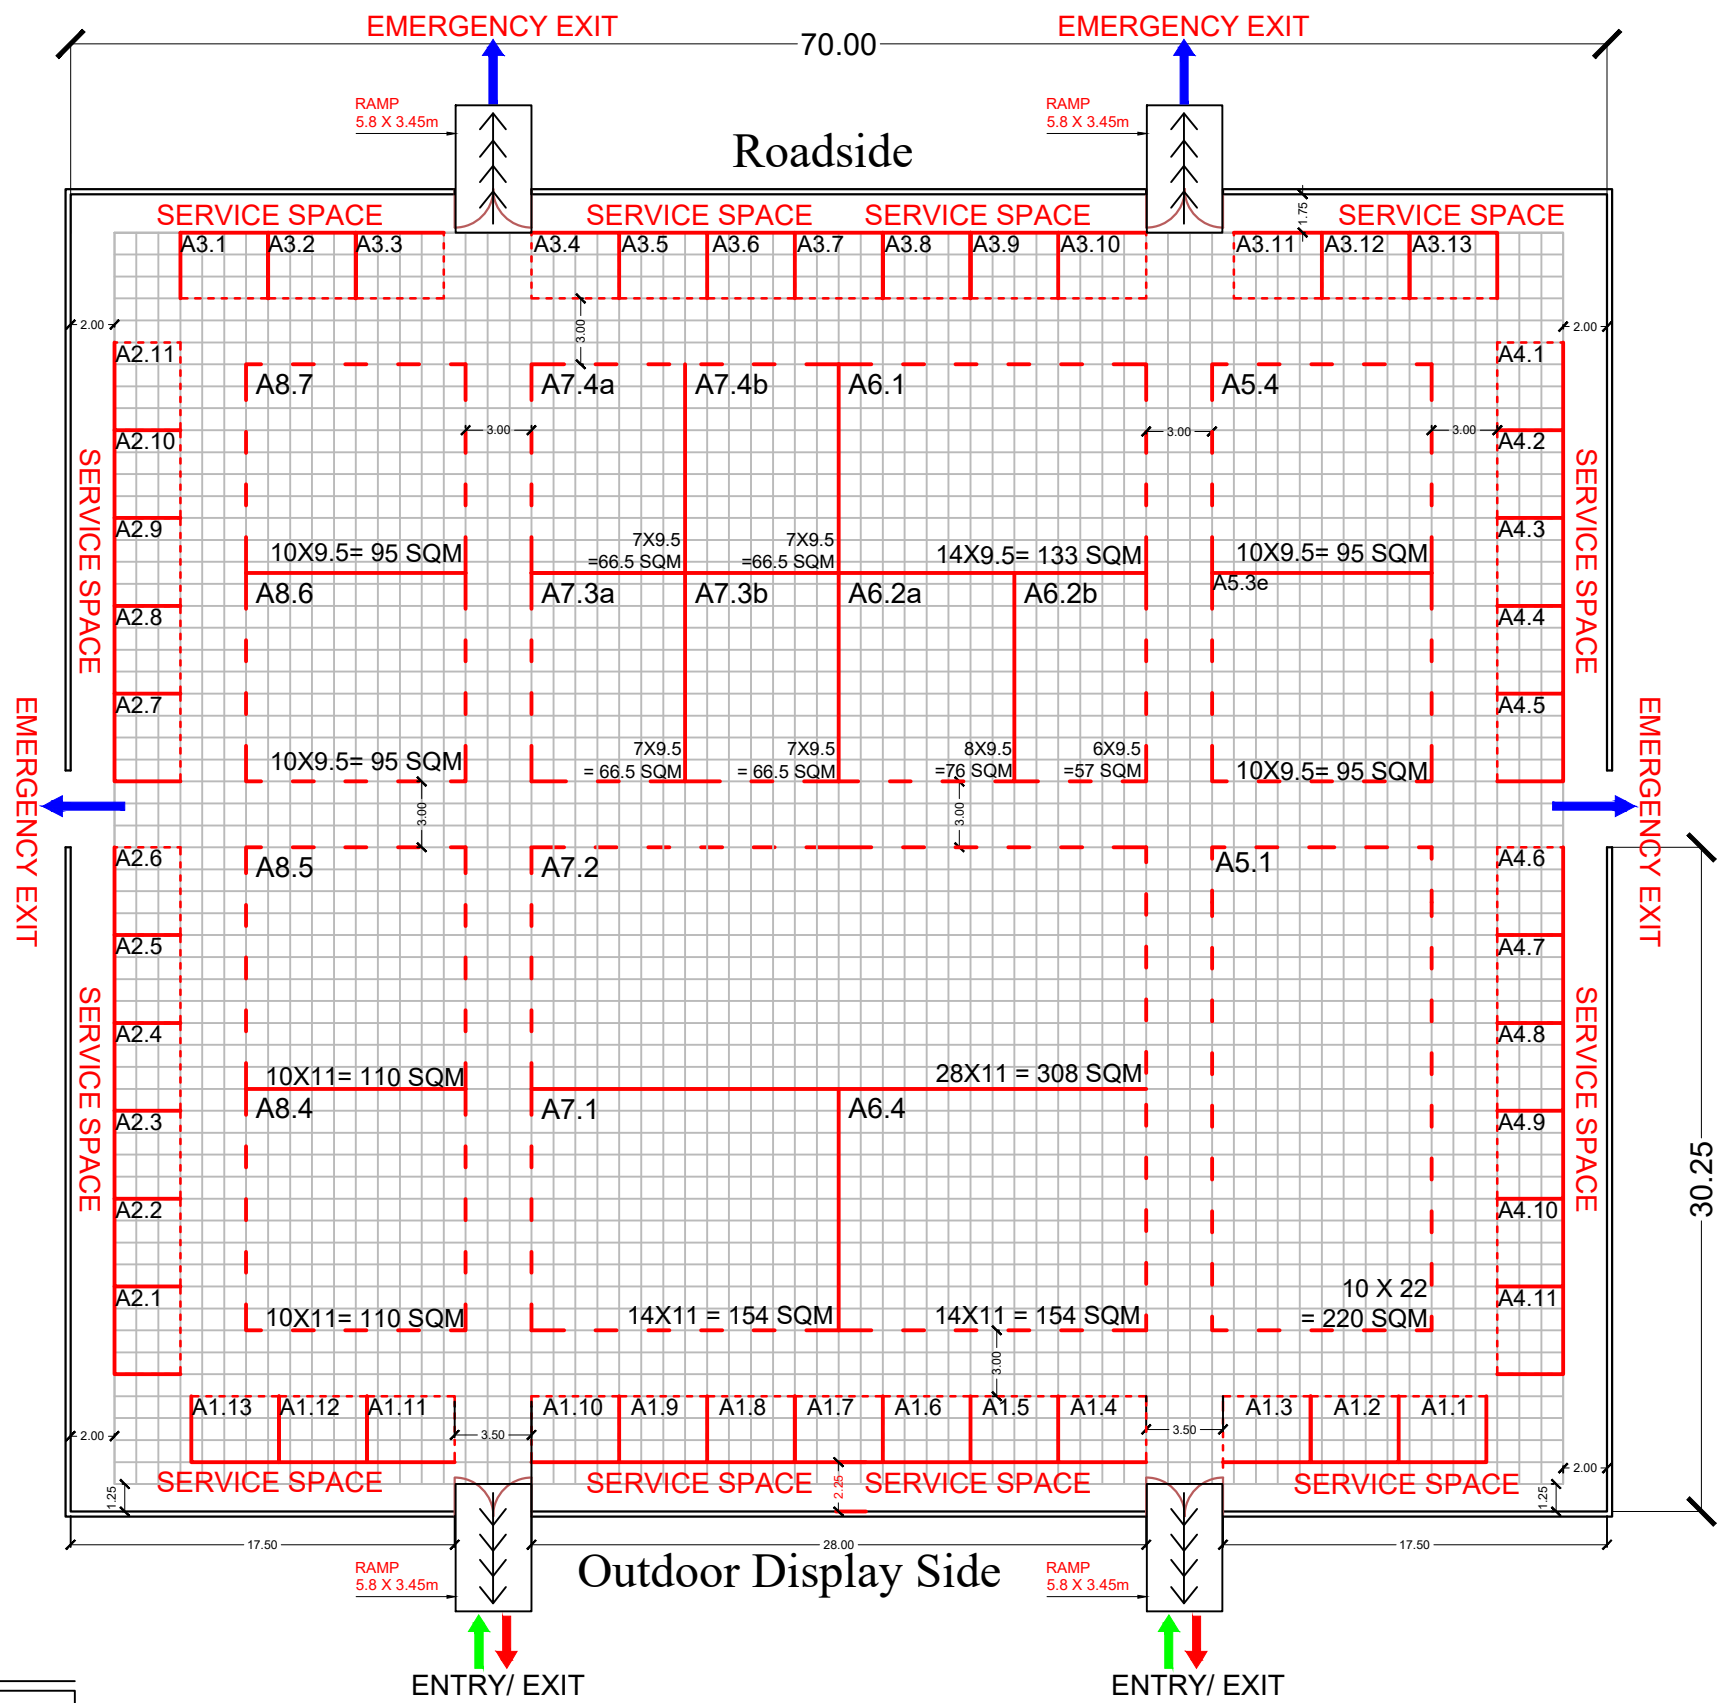 EMERGENCY EXIT
EMERGENCY EXIT
70.00
RAMP
5.8 X 3.45m
RAMP
5.8 X 3.45m
Roadside
1.75
SERVICE SPACE
SERVICE SPACE
SERVICE SPACE
SERVICE SPACE
A3.1
A3.2
A3.3
A3.4
A3.5
A3.6
A3.7
A3.8
A3.9
A3.10
A3.11
A3.12
A3.13
2.00
3.00
2.00
A2.11
A4.1
A8.7
A7.4a
A7.4b
A6.1
A5.4
3.00
3.00
3.00
A2.10
A4.2
SERVICE SPACE
SERVICE SPACE
A2.9
A4.3
10X9.5= 95 SQM
7X9.5
=66.5 SQM
7X9.5
=66.5 SQM
14X9.5= 133 SQM
10X9.5= 95 SQM
A8.6
A7.3a
A7.3b
A6.2a
A6.2b
A5.3e
A2.8
A4.4
A2.7
A4.5
10X9.5= 95 SQM
7X9.5
= 66.5 SQM
7X9.5
= 66.5 SQM
8X9.5
=76 SQM
6X9.5
=57 SQM
10X9.5= 95 SQM
EMERGENCY EXIT
EMERGENCY EXIT
3.00
3.00
A2.6
A8.5
A7.2
A5.1
A4.6
A2.5
A4.7
SERVICE SPACE
SERVICE SPACE
A2.4
A4.8
10X11= 110 SQM
28X11 = 308 SQM
A8.4
A7.1
A6.4
A2.3
A4.9
30.25
A2.2
A4.10
A2.1
A4.11
10X11= 110 SQM
14X11 = 154 SQM
14X11 = 154 SQM
10 X 22
= 220 SQM
3.00
A1.13
A1.12
A1.11
A1.10
A1.9
A1.8
A1.7
A1.6
A1.5
A1.4
A1.3
A1.2
A1.1
2.00
3.50
3.50
2.00
SERVICE SPACE
SERVICE SPACE
SERVICE SPACE
SERVICE SPACE
1.25
2.25
1.25
17.50
28.00
17.50
RAMP
5.8 X 3.45m
Outdoor Display Side
RAMP
5.8 X 3.45m
ENTRY/ EXIT
ENTRY/ EXIT